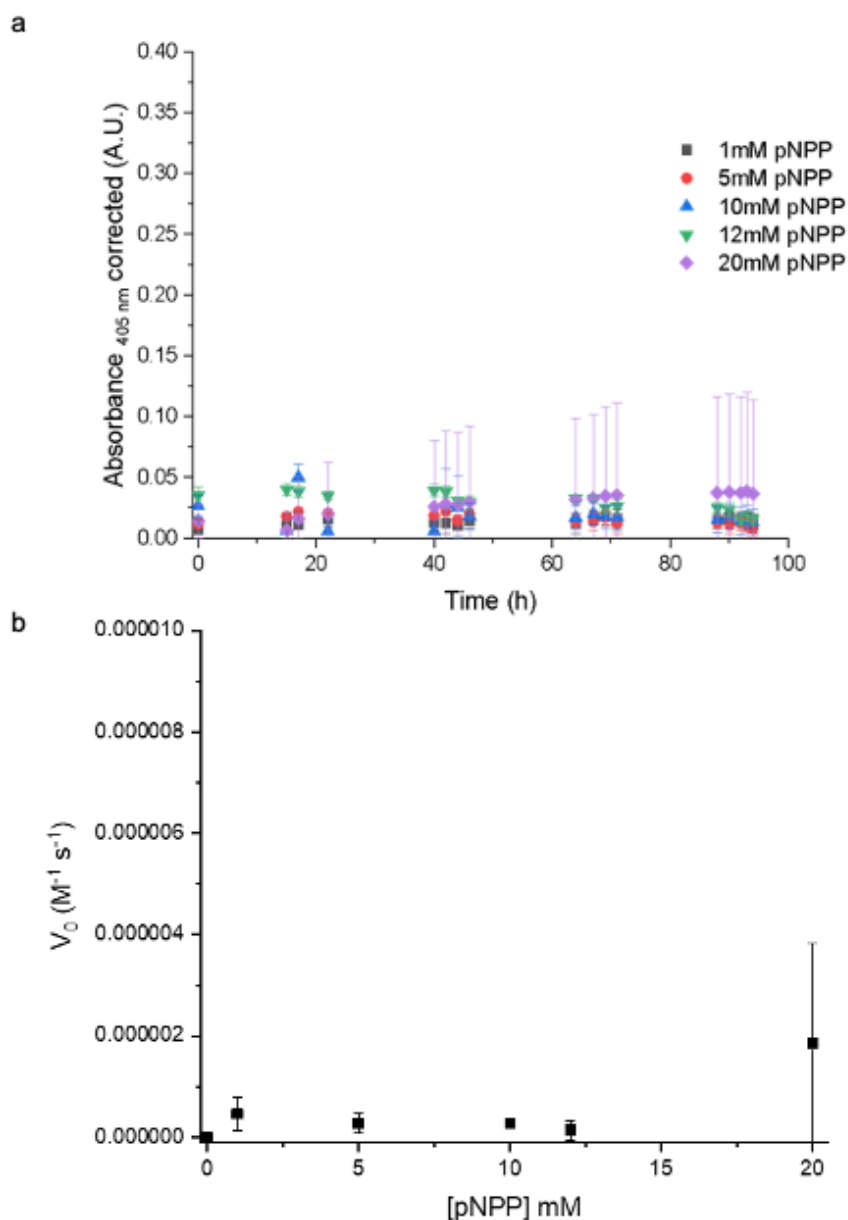 a
0.40
0.35
0.30
0.25
0.20
0.15
0.10
0.05
0.00
Absorbance 405 nm corrected (A.U.)
1mM pNPP
5mM pNPP
10mM pNPP
12mM pNPP
20mM pNPP
0 20 40 60 80 100
Time (h)
b
0.000010
0.000008
0.000006
0.000004
0.000002
0.000000
V₀ (M⁻¹ s⁻¹)
0 5 10 15 20
[pNPP] mM